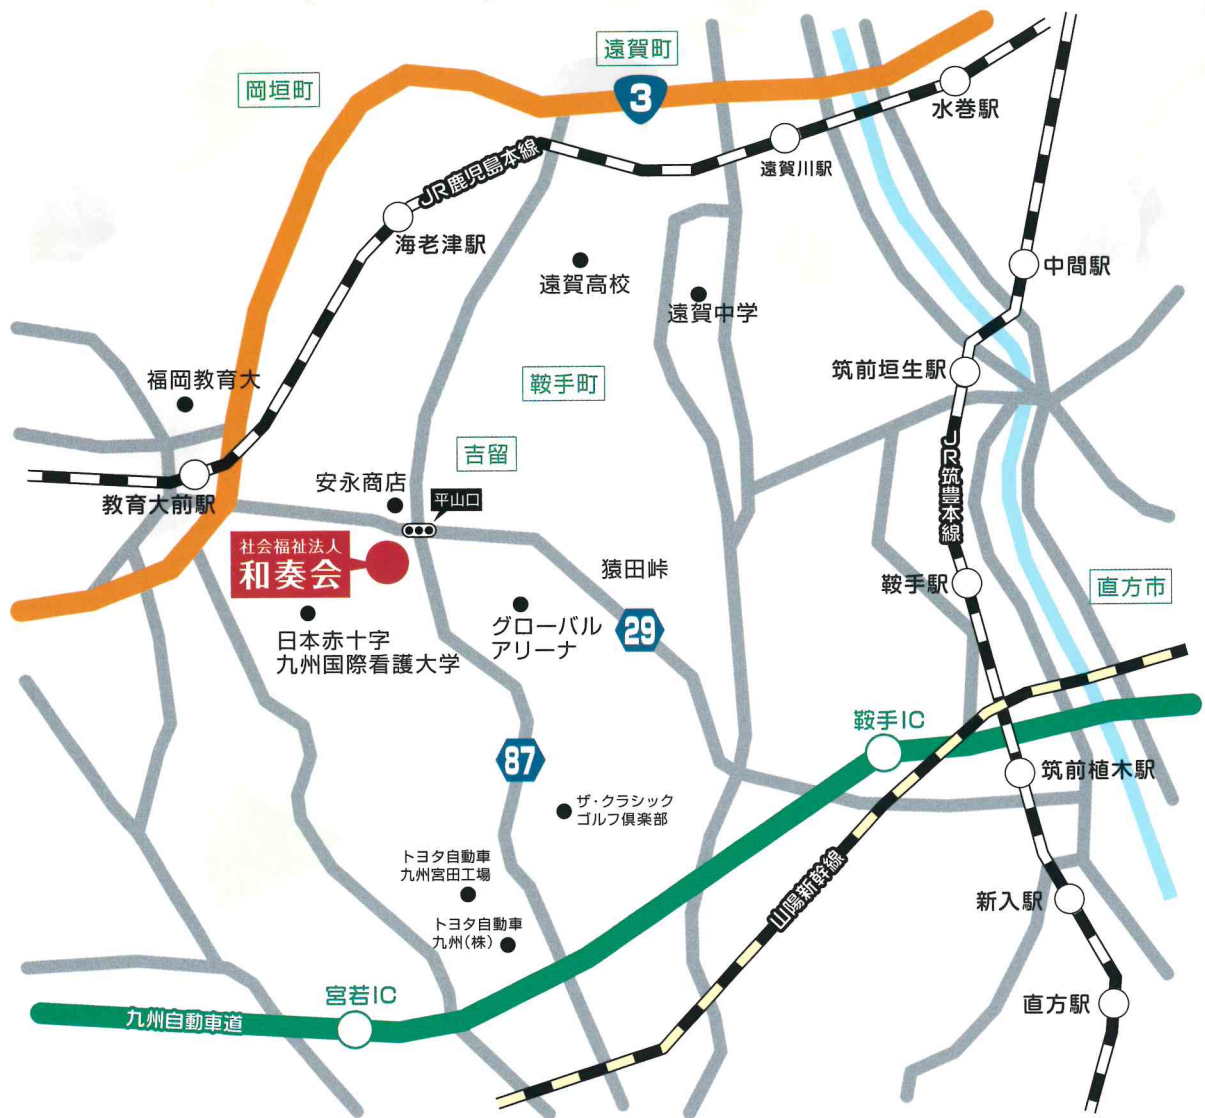 遠賀町
岡垣町
3
水巻駅
遠賀川駅
JR鹿児島本線
海老津駅
中間駅
遠賀高校
遠賀中学
福岡教育大
鞍手町
筑前垣生駅
吉留
JR筑豊本線
安永商店
平山口
教育大前駅
社会福祉法人
和奏会
猿田峠
鞍手駅
直方市
日本赤十字
九州国際看護大学
グローバル
アリーナ
29
鞍手IC
87
筑前植木駅
ザ・クラシック
ゴルフ倶楽部
トヨタ自動車
九州宮田工場
山陽新幹線
新入駅
トヨタ自動車
九州(株)
宮若IC
直方駅
九州自動車道